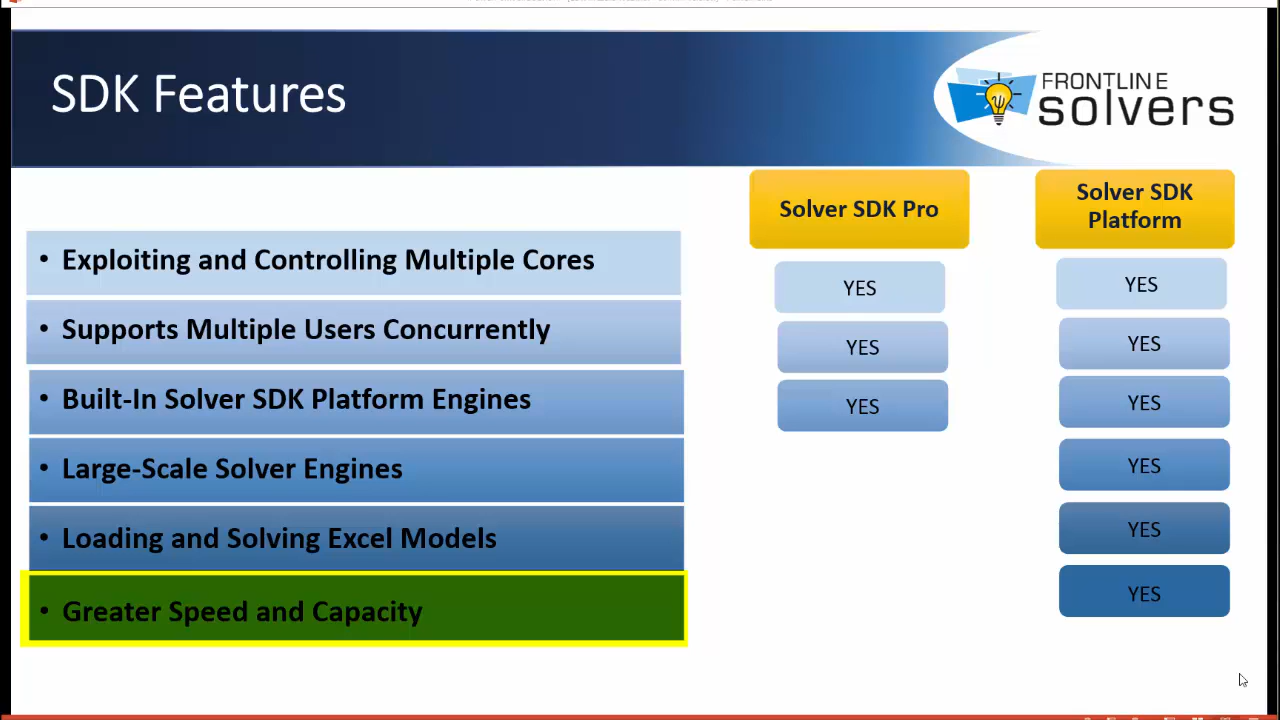 SDK Features
FRONTLINE
solvers
Solver SDK Pro
Solver SDK
Platform
• Exploiting and Controlling Multiple Cores
YES
YES
• Supports Multiple Users Concurrently
YES
YES
• Built-In Solver SDK Platform Engines
YES
YES
• Large-Scale Solver Engines
YES
• Loading and Solving Excel Models
YES
• Greater Speed and Capacity
YES